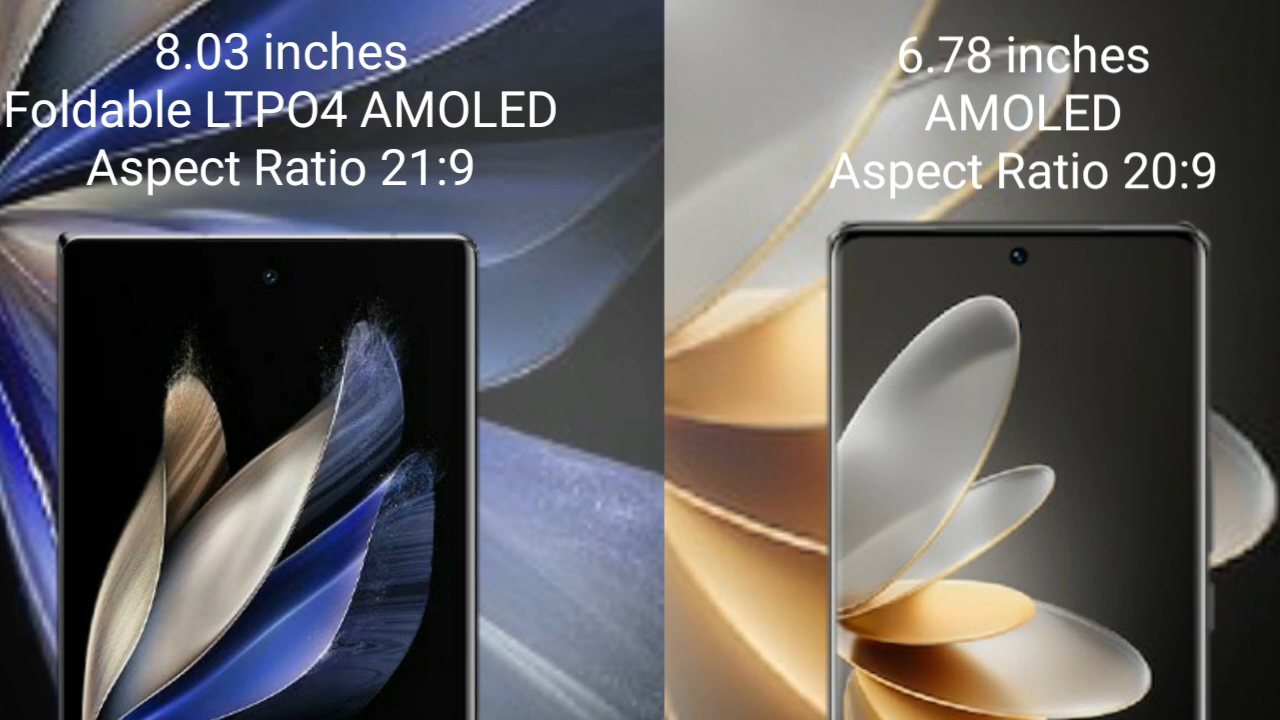 8.03 inches
Foldable LTPO4 AMOLED
Aspect Ratio 21:9
6.78 inches
AMOLED
Aspect Ratio 20:9